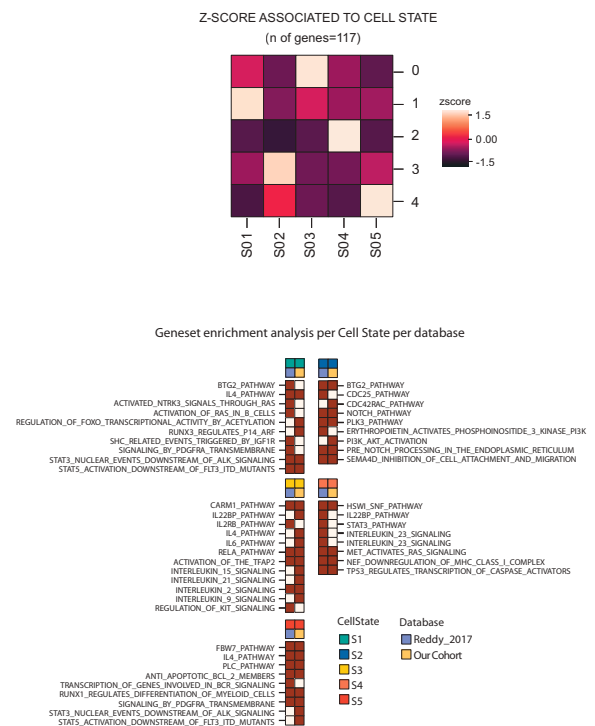 Z-SCORE ASSOCIATED TO CELL STATE
(n of genes=117)
0
1
2
3
4
zscore
1.5
0.00
-1.5
S01
S02
S03
S04
S05
Geneset enrichment analysis per Cell State per database
BTG2_PATHWAY
IL4_PATHWAY
ACTIVATED_NTRK3_SIGNALS_THROUGH_RAS
ACTIVATION_OF_RAS_IN_B_CELLS
REGULATION_OF_FOXO_TRANSCRIPTIONAL_ACTIVITY_BY_ACETYLATION
RUNX3_REGULATES_P14_ARF
SHC_RELATED_EVENTS_TRIGGERED_BY_IGF1R
SIGNALING_BY_PDGFRA_TRANSMEMBRANE
STAT3_NUCLEAR_EVENTS_DOWNSTREAM_OF_ALK_SIGNALING
STAT5_ACTIVATION_DOWNSTREAM_OF_FLT3_ITD_MUTANTS
BTG2_PATHWAY
CDC25_PATHWAY
CDC42RAC_PATHWAY
NOTCH_PATHWAY
PLK3_PATHWAY
ERYTHROPOIETIN_ACTIVATES_PHOSPHOINOSITIDE_3_KINASE_PI3K
PI3K_AKT_ACTIVATION
PRE_NOTCH_PROCESSING_IN_THE_ENDOPLASMIC_RETICULUM
SEMA4D_INHIBITION_OF_CELL_ATTACHMENT_AND_MIGRATION
CARM1_PATHWAY
IL22BP_PATHWAY
IL2RB_PATHWAY
IL4_PATHWAY
IL6_PATHWAY
RELA_PATHWAY
ACTIVATION_OF_THE_TFAP2
INTERLEUKIN_15_SIGNALING
INTERLEUKIN_21_SIGNALING
INTERLEUKIN_2_SIGNALING
INTERLEUKIN_9_SIGNALING
REGULATION_OF_KIT_SIGNALING
HSWI_SNF_PATHWAY
IL22BP_PATHWAY
STAT3_PATHWAY
INTERLEUKIN_23_SIGNALING
INTERLEUKIN_23_SIGNALING
MET_ACTIVATES_RAS_SIGNALING
NEF_DOWNREGULATION_OF_MHC_CLASS_I_COMPLEX
TP53_REGULATES_TRANSCRIPTION_OF_CASPASE_ACTIVATORS
FBW7_PATHWAY
IL4_PATHWAY
PLC_PATHWAY
ANTI_APOPTOTIC_BCL_2_MEMBERS
TRANSCRIPTION_OF_GENES_INVOLVED_IN_BCR_SIGNALING
RUNX1_REGULATES_DIFFERENTIATION_OF_MYELOID_CELLS
SIGNALING_BY_PDGFRA_TRANSMEMBRANE
STAT3_NUCLEAR_EVENTS_DOWNSTREAM_OF_ALK_SIGNALING
STAT5_ACTIVATION_DOWNSTREAM_OF_FLT3_ITD_MUTANTS
CellState
S1
S2
S3
S4
S5
Database
Reddy_2017
Our Cohort